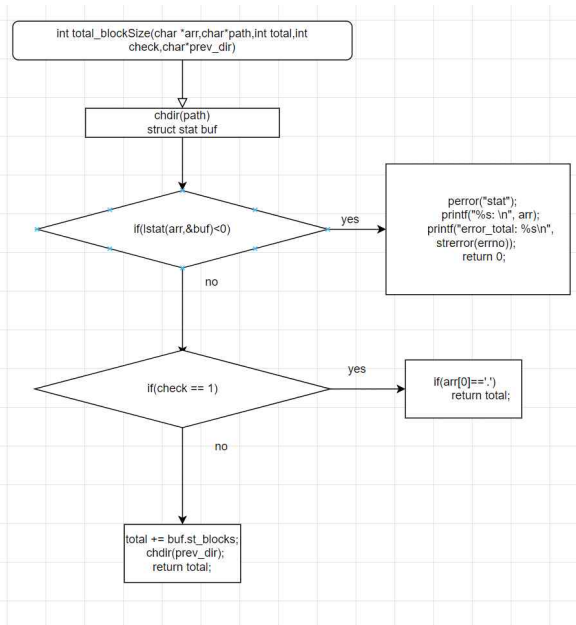 int total_blockSize(char *arr,char*path,int total,int
check,char*prev_dir)
chdir(path)
struct stat buf
if(lstat(arr,&buf)<0)
yes
perror("stat");
printf("%s: \n", arr);
printf("error_total: %s\n",
strerror(errno));
return 0;
no
if(check == 1)
yes
if(arr[0]=='.')
return total;
no
total += buf.st_blocks;
chdir(prev_dir);
return total;